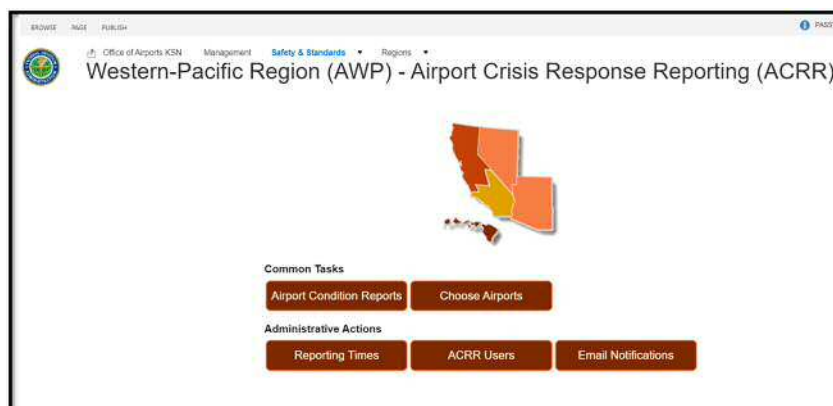 BROWSE PAGE PUBLISH
Office of Airports KSN Management Safety & Standards Regions
Western-Pacific Region (AWP) - Airport Crisis Response Reporting (ACRR)
Common Tasks
Airport Condition Reports Choose Airports
Administrative Actions
Reporting Times ACRR Users Email Notifications